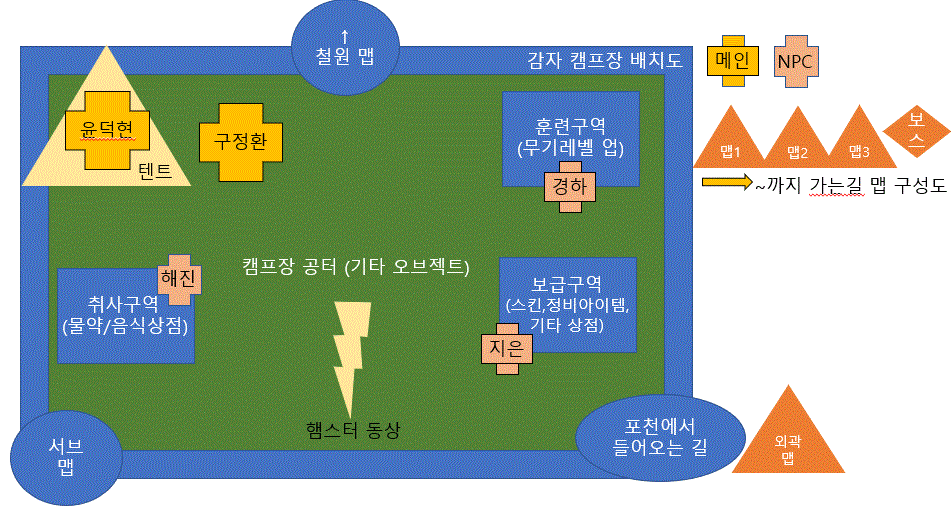 ↑
철원 맵
감자 캠프장 배치도
메인
NPC
윤덕현
텐트
구정환
훈련구역
(무기레벨 업)
경하
맵1
맵2
맵3
보
스
~까지 가는길 맵 구성도
해진
취사구역
(물약/음식상점)
캠프장 공터 (기타 오브젝트)
보급구역
(스킨,정비아이템,
기타 상점)
지은
햄스터 동상
서브
맵
포천에서
들어오는 길
외곽
맵